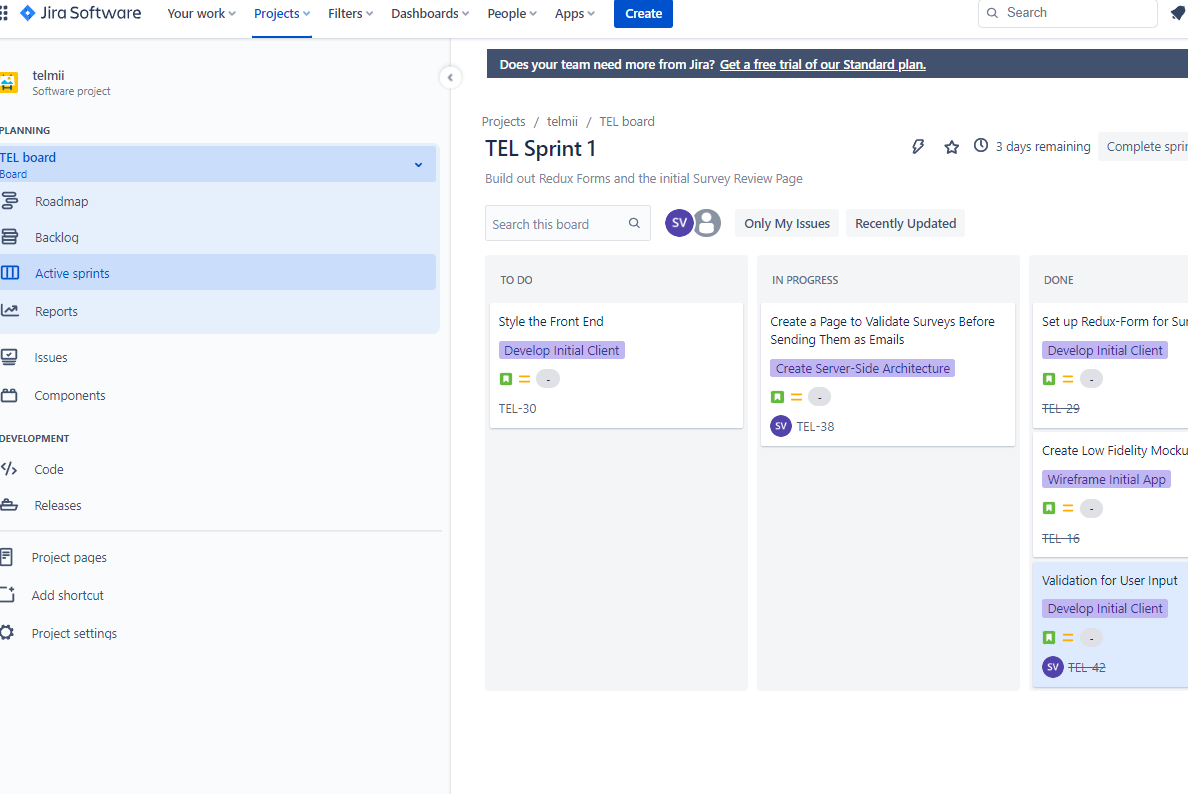 Jira Software Your work Projects Filters Dashboards People Apps Create Search
telmii
Software project
PLANNING
TEL board
Board
Roadmap
Backlog
Active sprints
Reports
Issues
Components
DEVELOPMENT
Code
Releases
Project pages
Add shortcut
Project settings
Does your team need more from Jira? Get a free trial of our Standard plan.
Projects / telmii / TEL board
TEL Sprint 1
3 days remaining
Complete sprin
Build out Redux Forms and the initial Survey Review Page
Search this board
SV
Only My Issues
Recently Updated
TO DO
Style the Front End
Develop Initial Client
-
TEL-30
IN PROGRESS
Create a Page to Validate Surveys Before
Sending Them as Emails
Create Server-Side Architecture
-
SV TEL-38
DONE
Set up Redux-Form for Sur
Develop Initial Client
-
TEL-29
Create Low Fidelity Mocku
Wireframe Initial App
-
TEL-16
Validation for User Input
Develop Initial Client
-
SV TEL-42